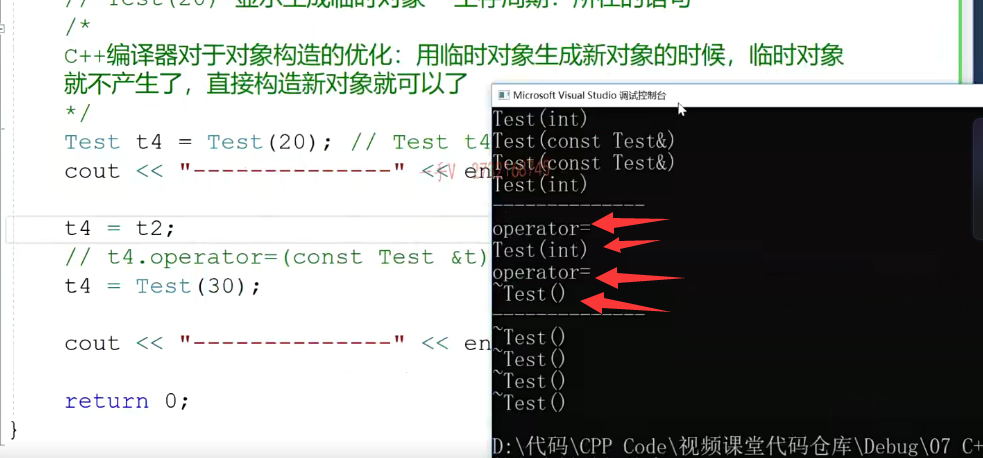 // Test(20) 显示生成临时对象 生存周期：所在的语句
/*
C++编译器对于对象构造的优化：用临时对象生成新对象的时候，临时对象
就不产生了，直接构造新对象就可以了
*/
Test t4 = Test(20); // Test t4
cout << "--------------" << en
t4 = t2;
// t4.operator=(const Test &t)
t4 = Test(30);
cout << "--------------" << en
return 0;
}
Microsoft Visual Studio 调试控制台
Test(int)
Test(const Test&)
Test(const Test&)
Test(int)
--------------
operator=
Test(int)
operator=
~Test()
--------------
~Test()
~Test()
~Test()
~Test()
D:\代码\CPP Code\视频课堂代码仓库\Debug\07 C+